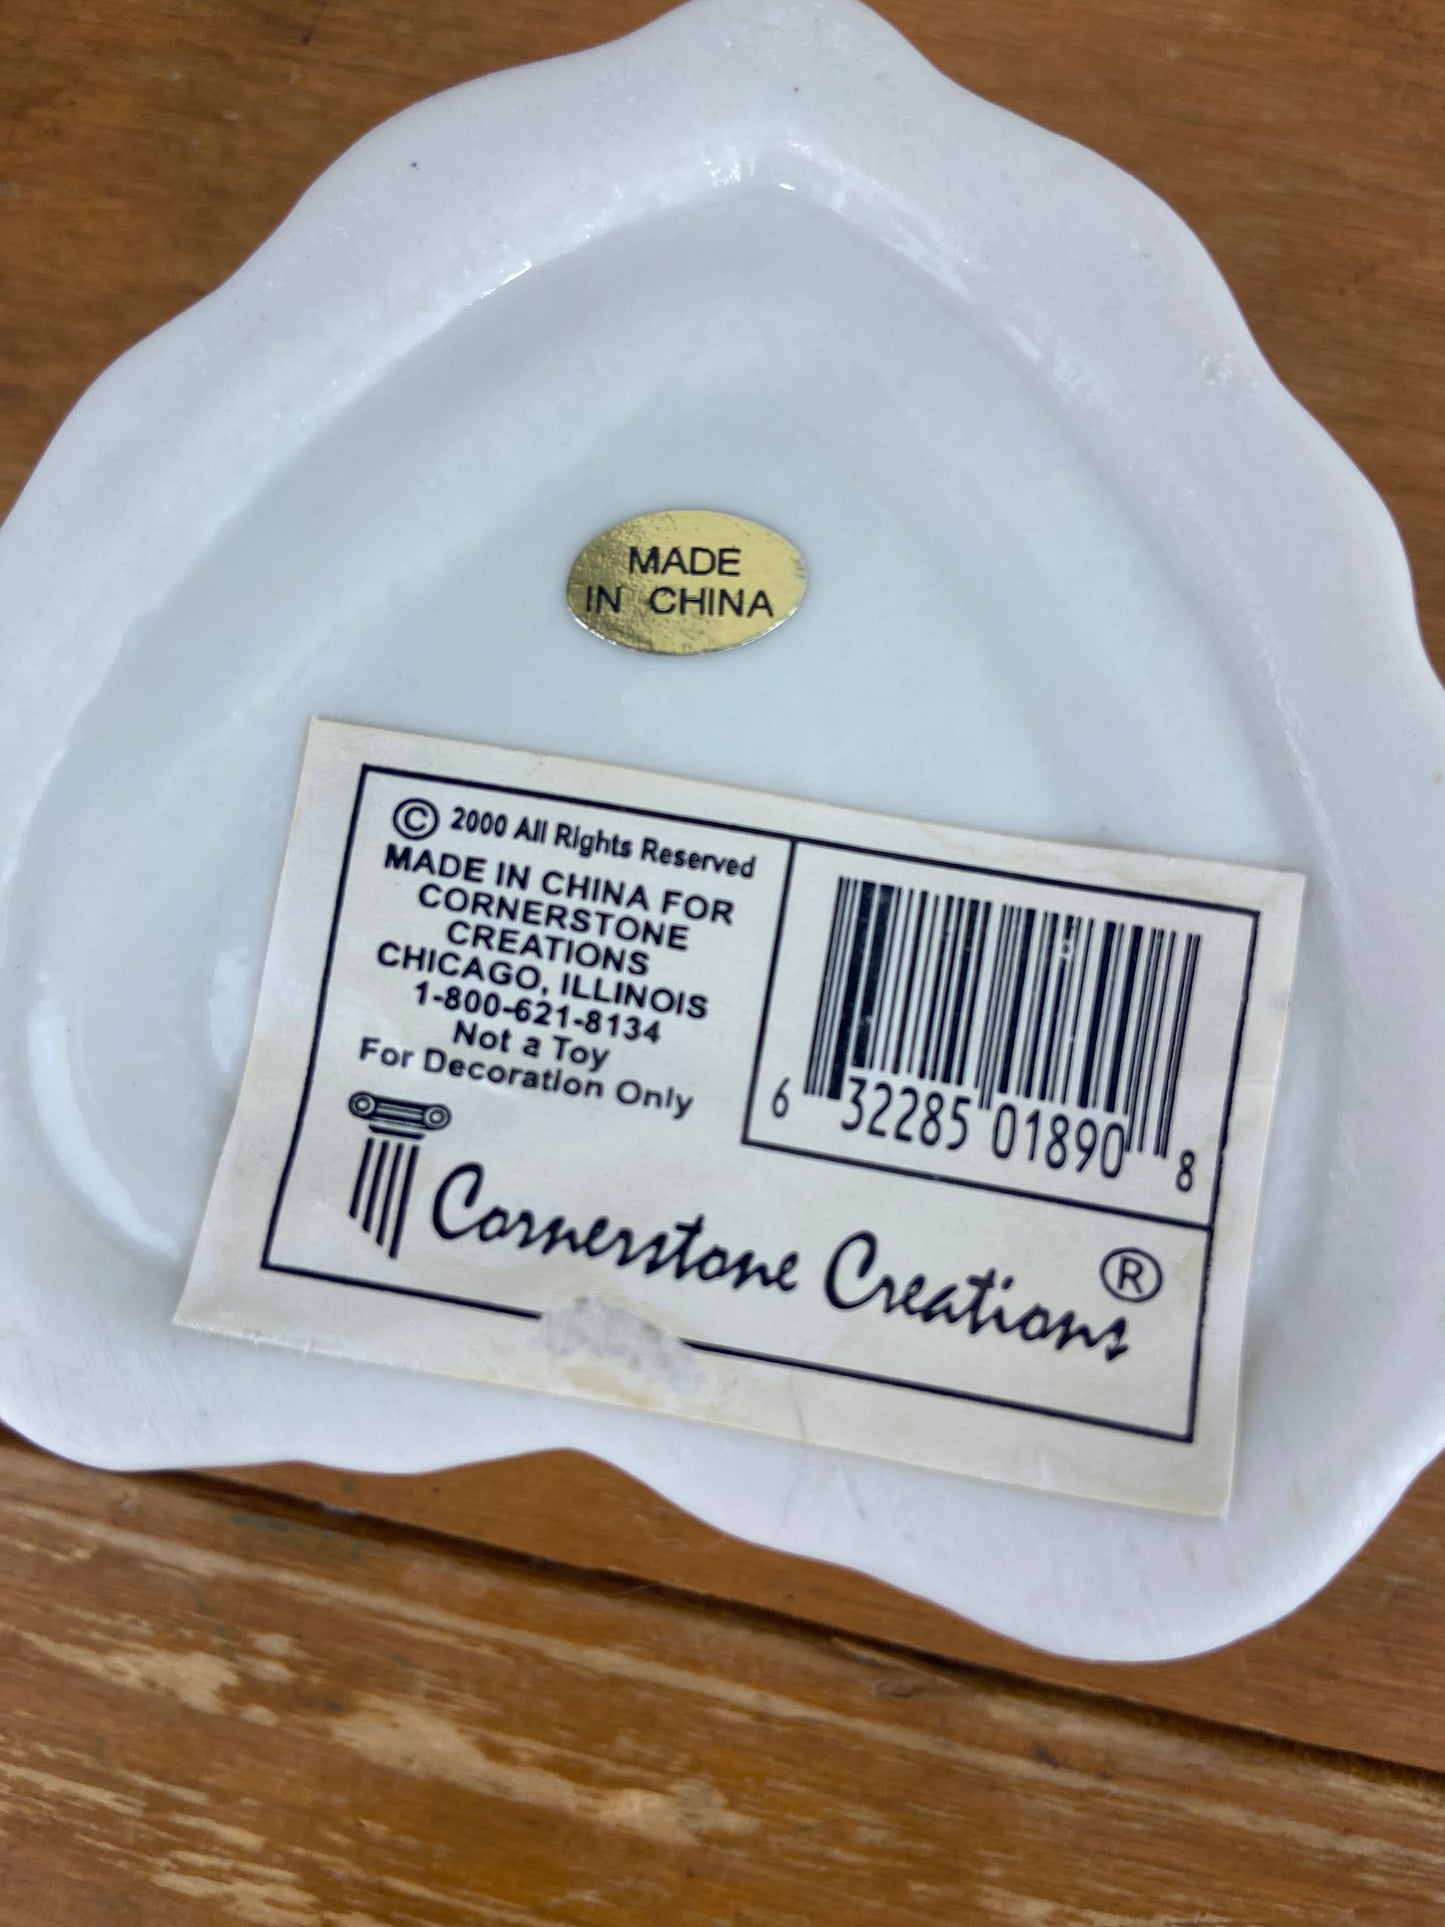 MADE
IN CHINA
© 2000 All Rights Reserved
MADE IN CHINA FOR
CORNERSTONE
CREATIONS
CHICAGO, ILLINOIS
1-800-621-8134
Not a Toy
For Decoration Only
6 32285 01890 8
Cornerstone Creations ®